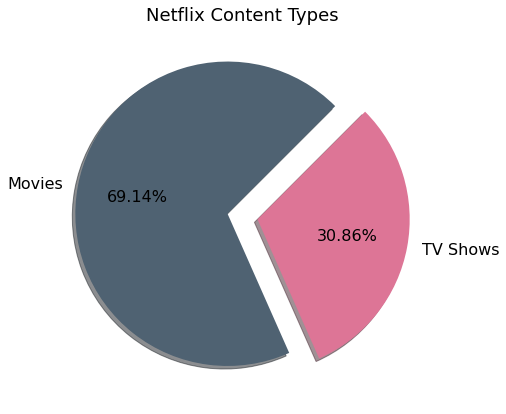 Netflix Content Types
Movies
69.14%
30.86%
TV Shows